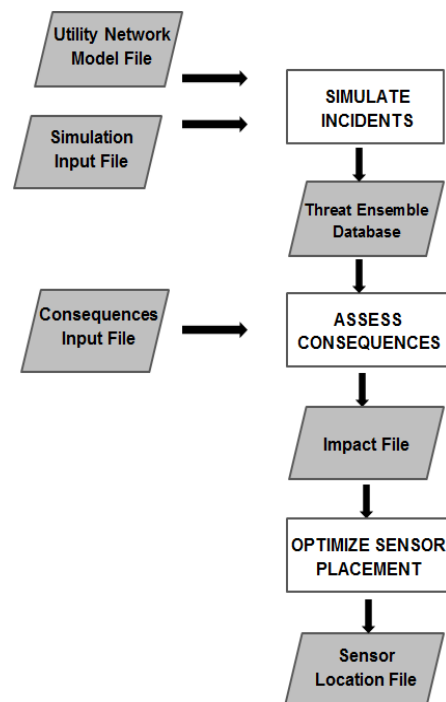 Utility Network
Model File
SIMULATE
INCIDENTS
Simulation
Input File
Threat Ensemble
Database
Consequences
Input File
ASSESS
CONSEQUENCES
Impact File
OPTIMIZE SENSOR
PLACEMENT
Sensor
Location File